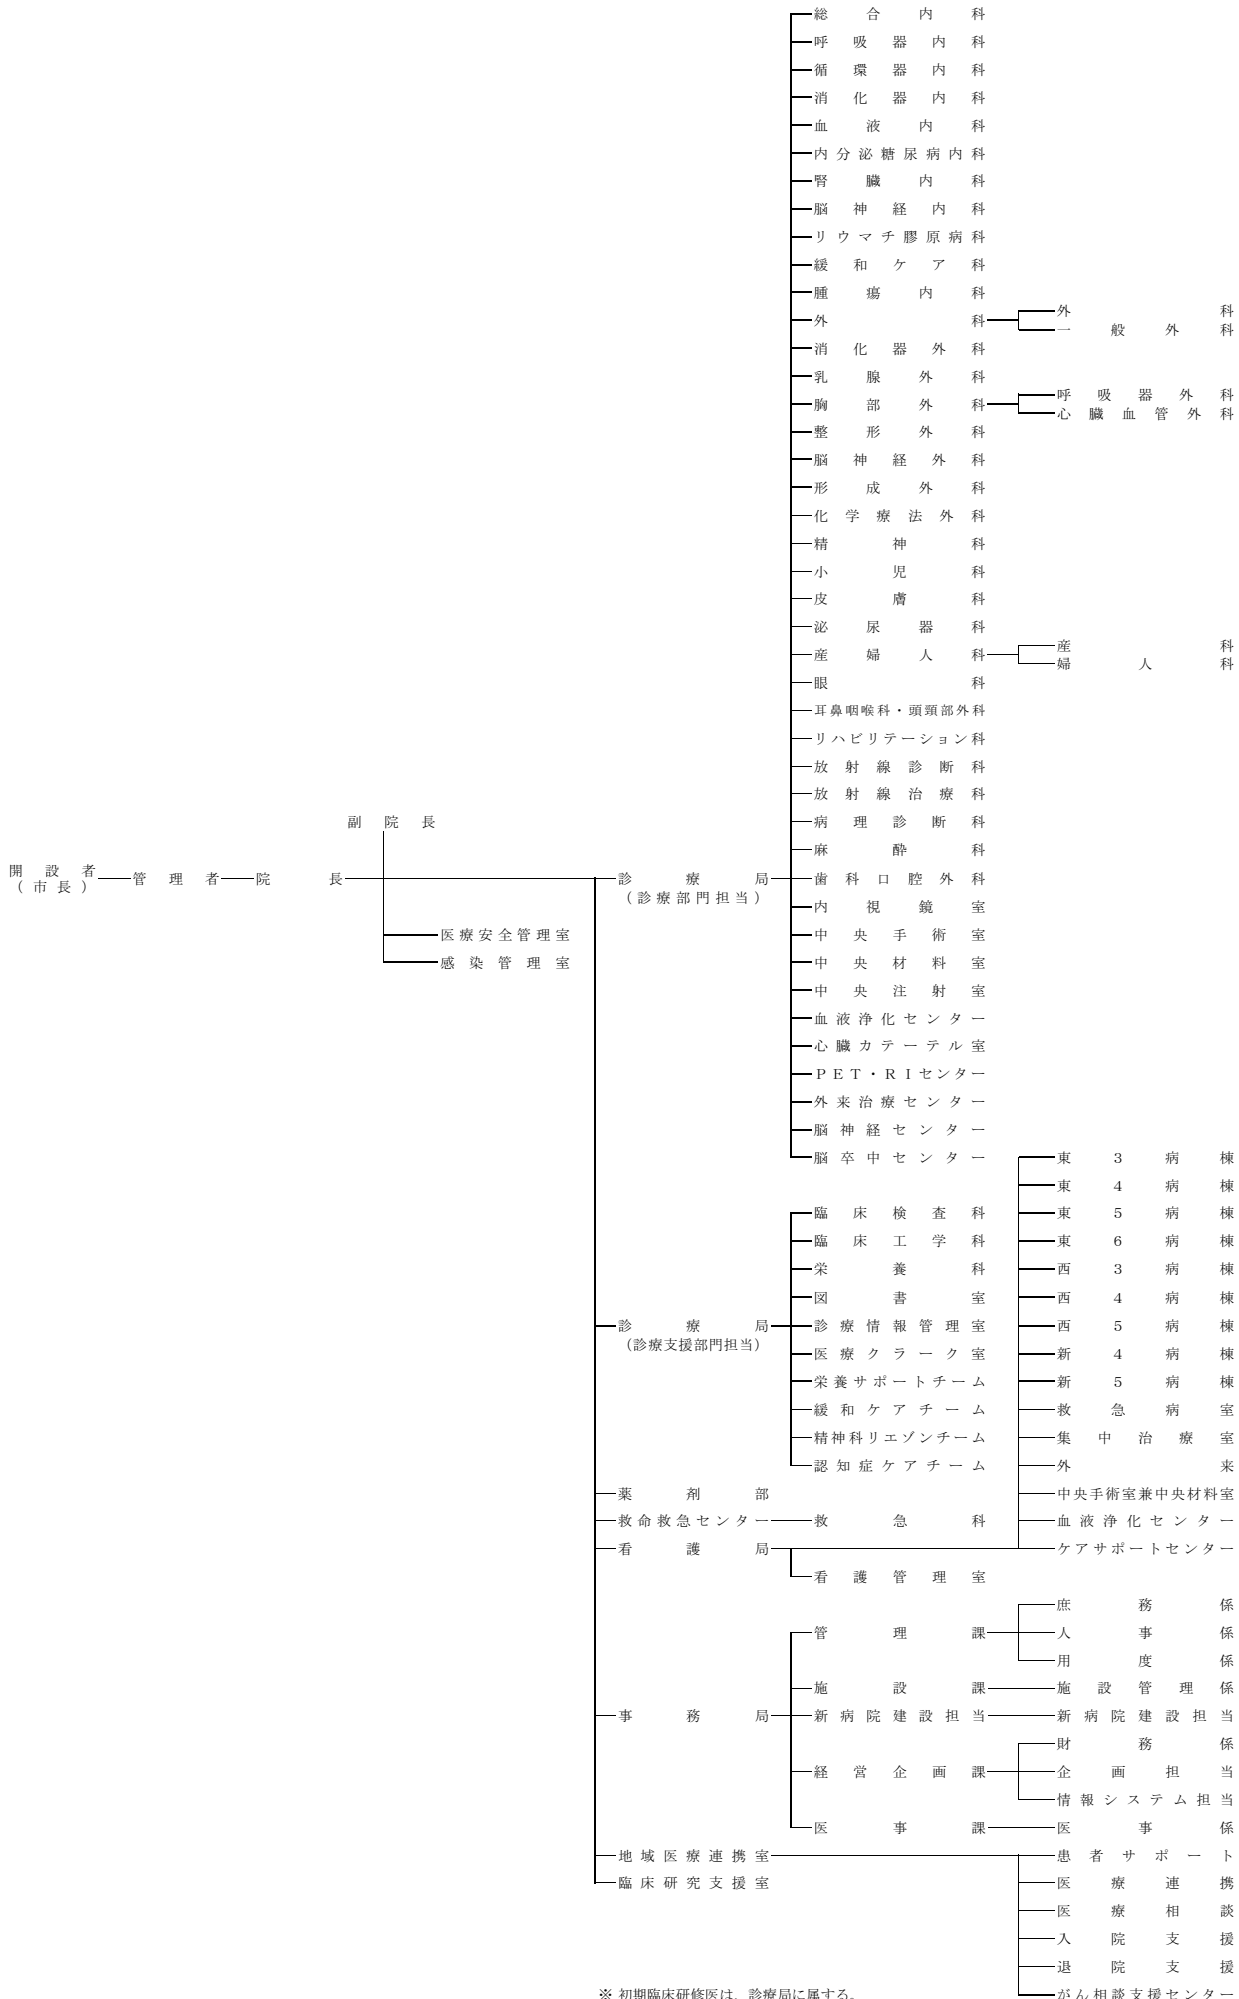 総合内科
呼吸器内科
循環器内科
消化器内科
血液内科
内分泌糖尿病内科
腎臓内科
脳神経内科
リウマチ膠原病科
緩和ケア科
腫瘍内科
外科
外科
一般外科
消化器外科
乳腺外科
胸部外科
呼吸器外科
心臓血管外科
整形外科
脳神経外科
形成外科
化学療法外科
精神科
小児科
皮膚科
泌尿器科
産婦人科
産科
婦人科
眼科
耳鼻咽喉科・頭頸部外科
リハビリテーション科
放射線診断科
放射線治療科
病理診断科
麻酔科
副院長
開設者
(市長)
管理者
院長
診療局
(診療部門担当)
歯科口腔外科
内視鏡室
医療安全管理室
中央手術室
感染管理室
中央材料室
中央注射室
血液浄化センター
心臓カテーテル室
PET・RIセンター
外来治療センター
脳神経センター
脳卒中センター
東3病棟
東4病棟
臨床検査科
東5病棟
臨床工学科
東6病棟
栄養科
西3病棟
図書室
西4病棟
診療局
(診療支援部門担当)
診療情報管理室
西5病棟
医療クラーク室
新4病棟
栄養サポートチーム
新5病棟
緩和ケアチーム
救急病室
精神科リエゾンチーム
集中治療室
認知症ケアチーム
外来
薬剤部
中央手術室兼中央材料室
救命救急センター
救急科
血液浄化センター
看護局
ケアサポートセンター
看護管理室
庶務係
管理課
人事係
用度係
施設課
施設管理係
事務局
新病院建設担当
新病院建設担当
財務係
経営企画課
企画担当
情報システム担当
医事課
医事係
地域医療連携室
患者サポート
臨床研究支援室
医療連携
医療相談
入院支援
退院支援
がん相談支援センター
※ 初期臨床研修医は、診療局に属する。